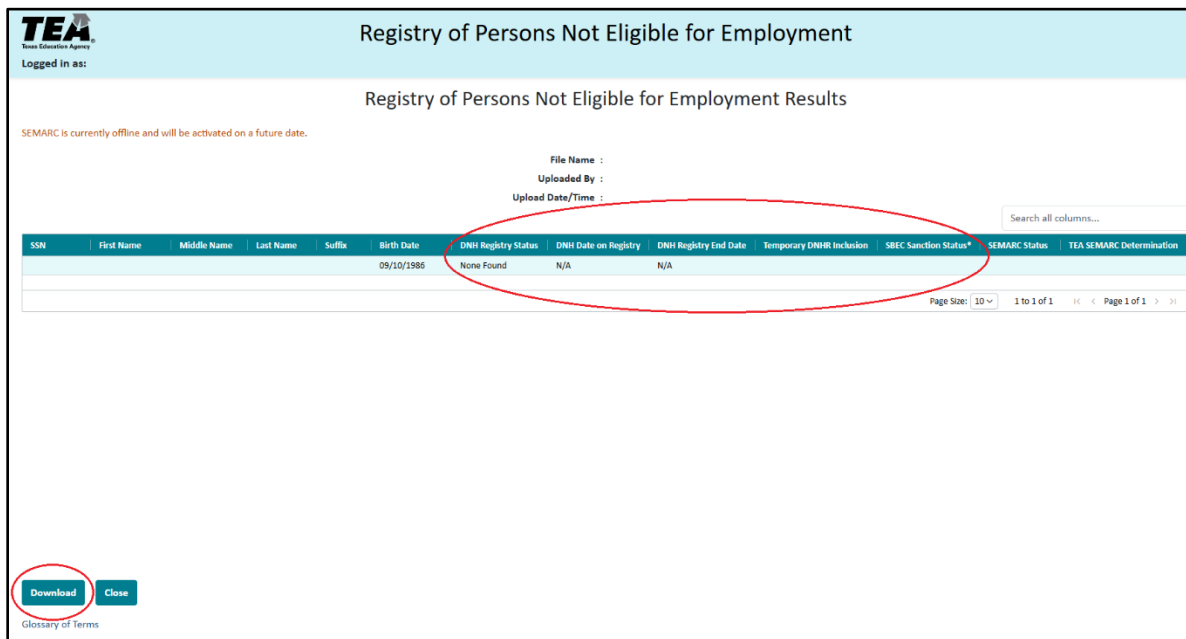 TEA®
Texas Education Agency
Registry of Persons Not Eligible for Employment
Logged in as:
Registry of Persons Not Eligible for Employment Results
SEMARC is currently offline and will be activated on a future date.
File Name :
Uploaded By :
Upload Date/Time :
Search all columns...
SSN First Name Middle Name Last Name Suffix Birth Date DNH Registry Status DNH Date on Registry DNH Registry End Date Temporary DNHR Inclusion SBEC Sanction Status* SEMARC Status TEA SEMARC Determination
09/10/1986 None Found N/A N/A
Page Size: 10 1 to 1 of 1 Page 1 of 1
Download Close
Glossary of Terms